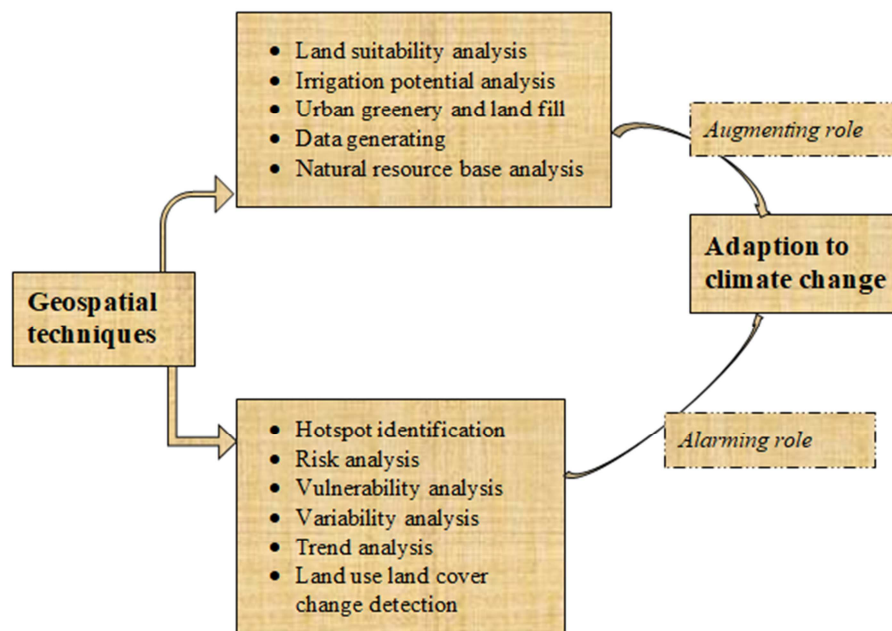 • Land suitability analysis
• Irrigation potential analysis
• Urban greenery and land fill
• Data generating
• Natural resource base analysis
Augmenting role
Adaption to
climate change
Geospatial
techniques
• Hotspot identification
• Risk analysis
• Vulnerability analysis
• Variability analysis
• Trend analysis
• Land use land cover
change detection
Alarming role